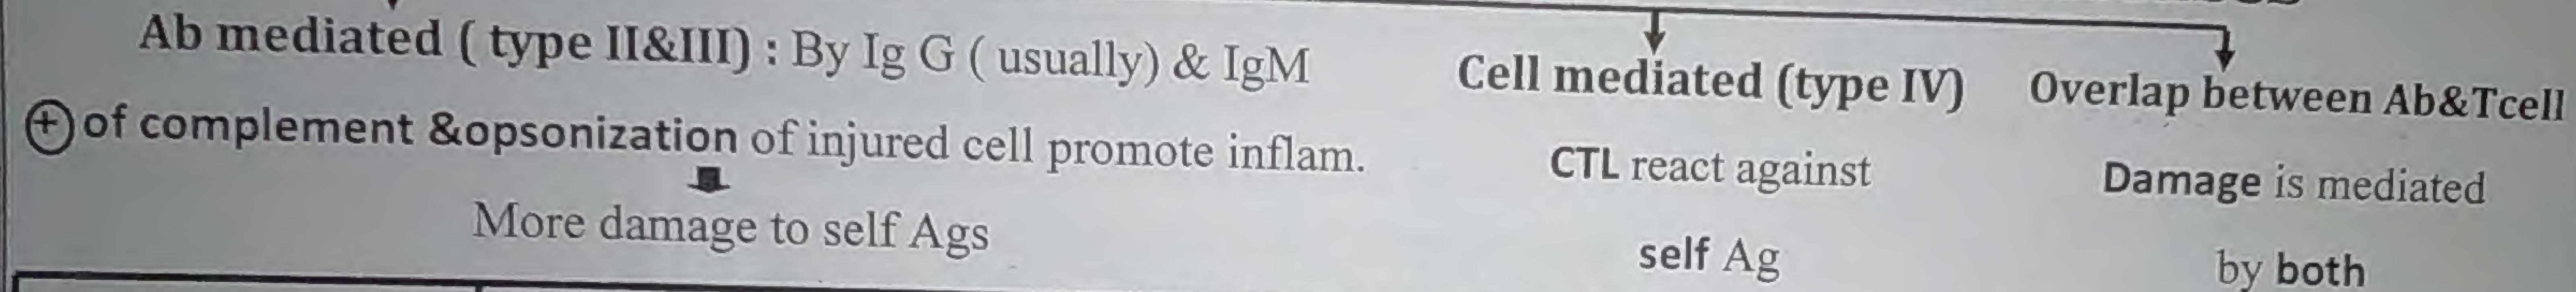 Ab mediated ( type II&III) : By Ig G ( usually) & IgM
⊕ of complement &opsonization of injured cell promote inflam.
More damage to self Ags
Cell mediated (type IV)
CTL react against
self Ag
Overlap between Ab&Tcell
Damage is mediated
by both